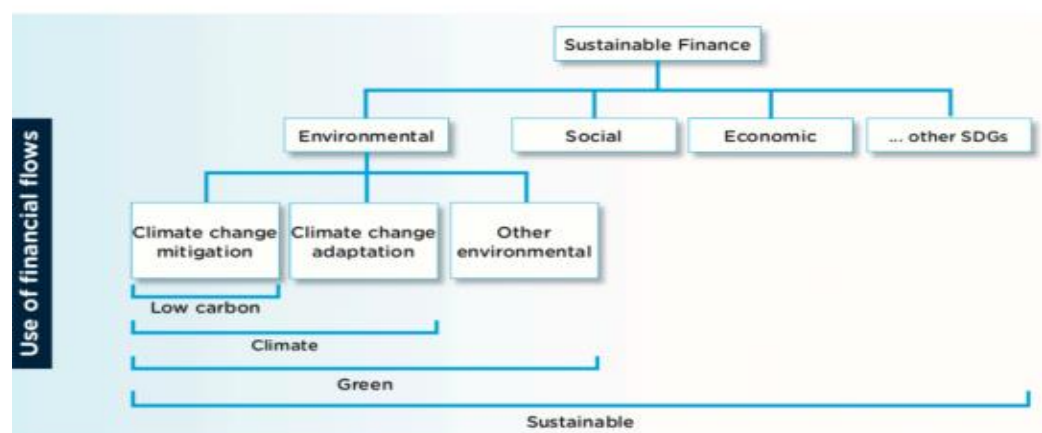 Sustainable Finance
Environmental
Social
Economic
... other SDGs
Use of financial flows
Climate change
mitigation
Climate change
adaptation
Other
environmental
Low carbon
Climate
Green
Sustainable